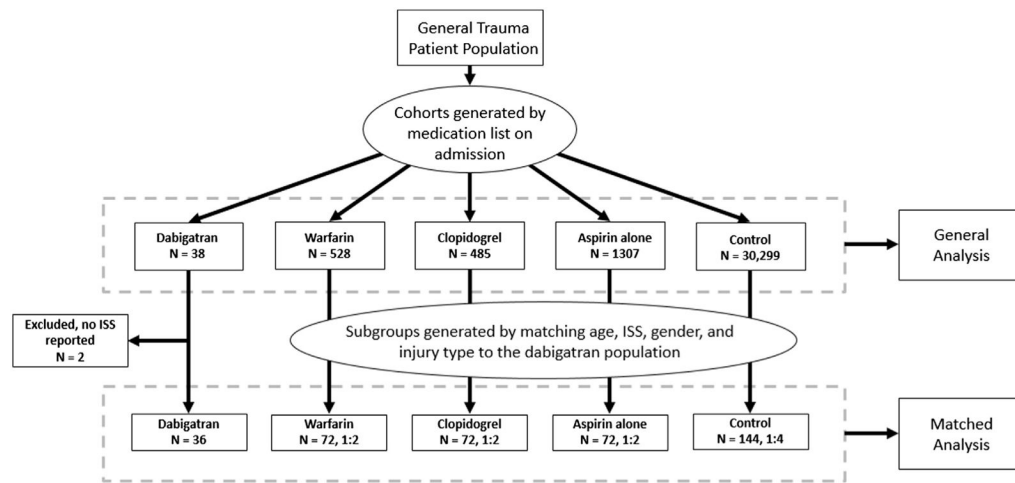 General Trauma
Patient Population
Cohorts generated by
medication list on
admission
Dabigatran
N = 38
Warfarin
N = 528
Clopidogrel
N = 485
Aspirin alone
N = 1307
Control
N = 30,299
General
Analysis
Excluded, no ISS
reported
N = 2
Subgroups generated by matching age, ISS, gender, and
injury type to the dabigatran population
Dabigatran
N = 36
Warfarin
N = 72, 1:2
Clopidogrel
N = 72, 1:2
Aspirin alone
N = 72, 1:2
Control
N = 144, 1:4
Matched
Analysis